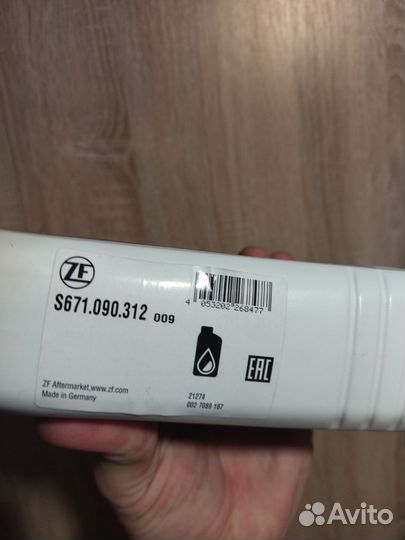 ZF
4 053202 268477
S671.090.312 009
EAC
ZF Aftermarket,www.zf.com
Made in Germany
21274
002 7089 167
Avito